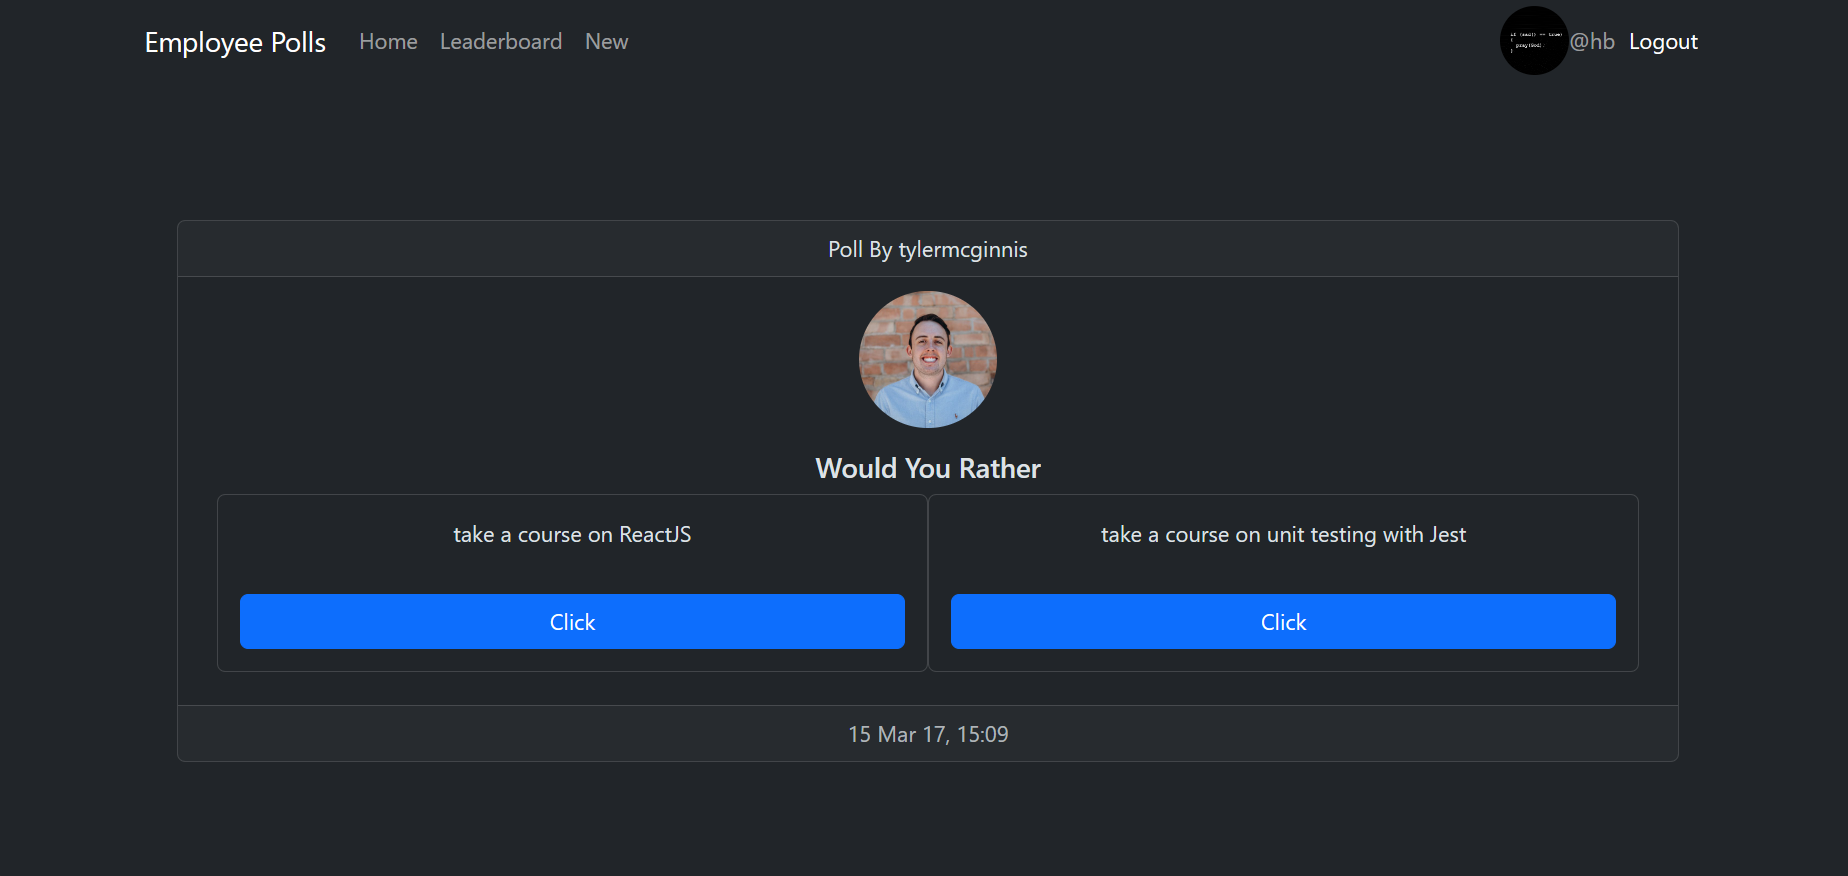 Employee Polls Home Leaderboard New @hb Logout
Poll By tylermcginnis
Would You Rather
take a course on ReactJS
take a course on unit testing with Jest
Click
Click
15 Mar 17, 15:09